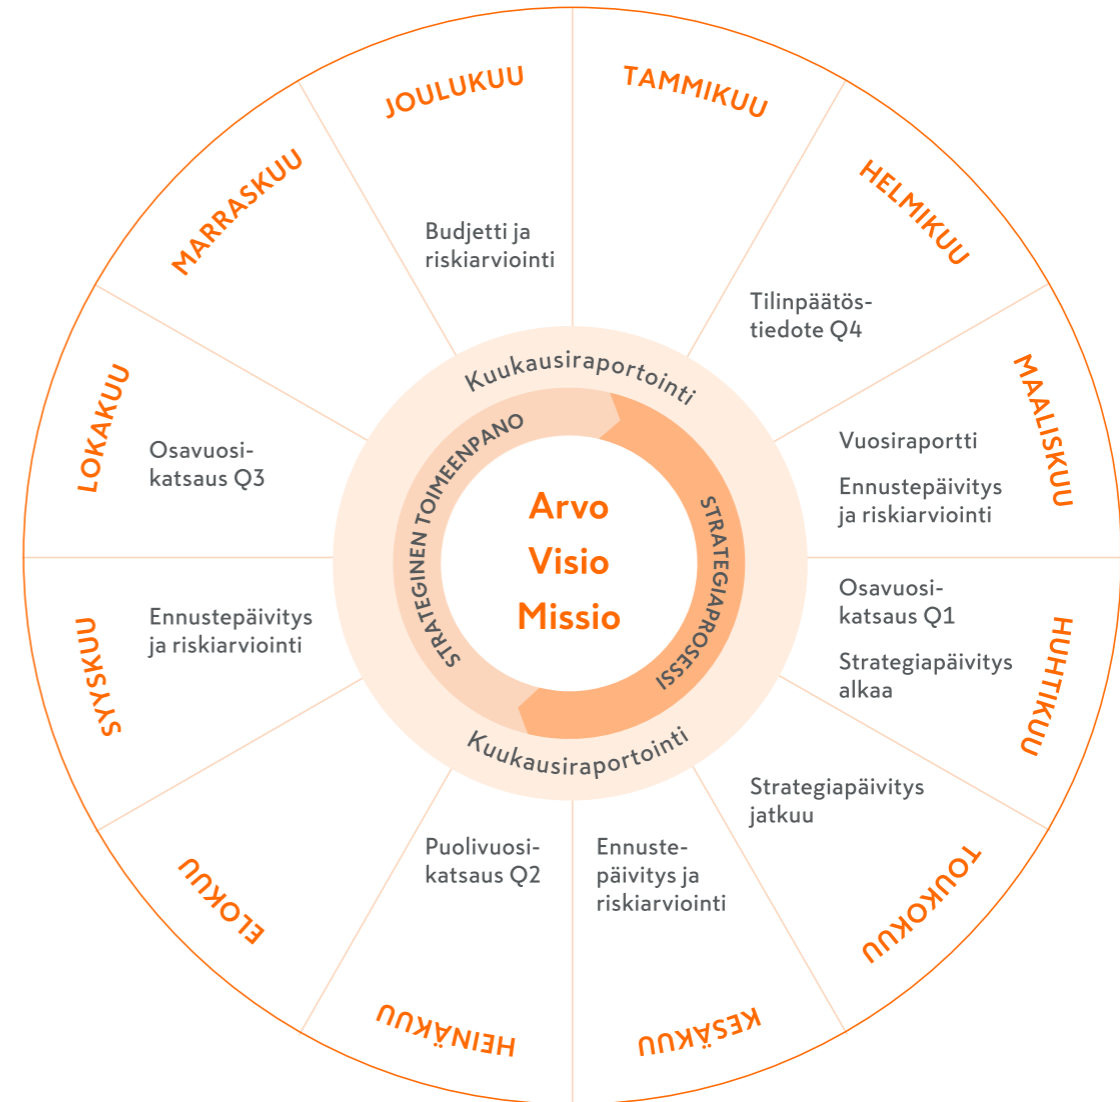 TAMMIKUU
HELMIKUU
Tilinpäätös-
tiedote Q4
MAALISKUU
Vuosiraportti
Ennustepäivitys
ja riskiarviointi
HUHTIKUU
Osavuosi-
katsaus Q1
Strategiapäivitys
alkaa
TOUKOKUU
Strategiapäivitys
jatkuu
KESÄKUU
Ennuste-
päivitys ja
riskiarviointi
HEINÄKUU
Puolivuosi-
katsaus Q2
ELOKUU
SYYSKUU
Ennustepäivitys
ja riskiarviointi
LOKAKUU
Osavuosi-
katsaus Q3
MARRASKUU
JOULUKUU
Budjetti ja
riskiarviointi
Kuukausiraportointi
STRATEGIAPROSESSI
Kuukausiraportointi
STRATEGINEN TOIMEENPANO
Arvo
Visio
Missio